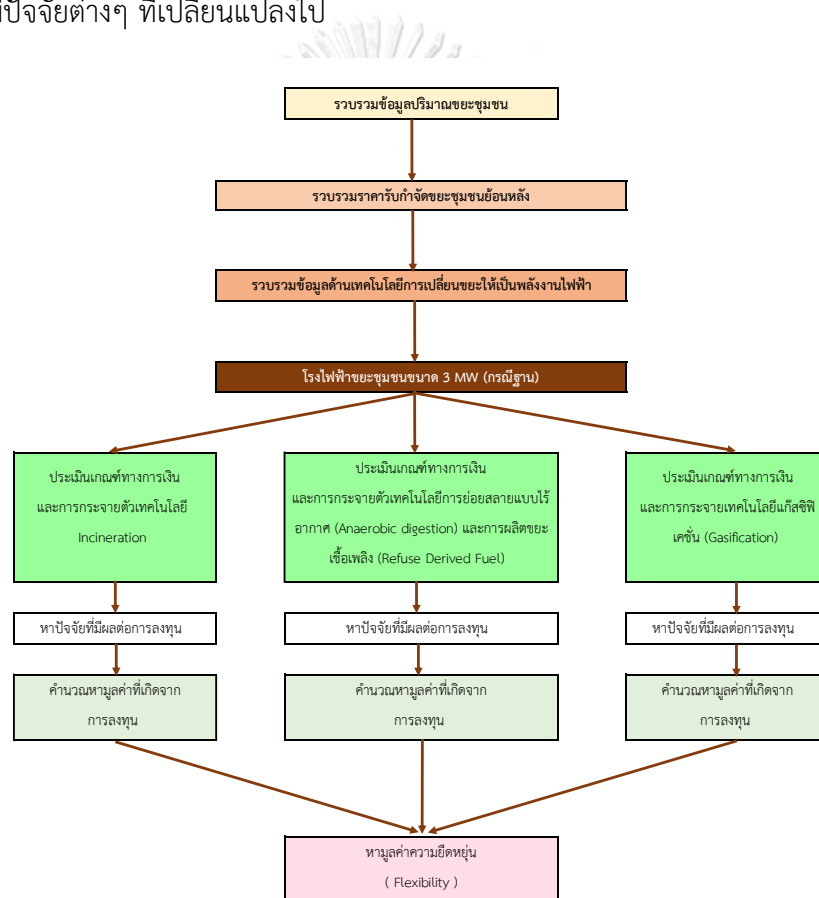 ปัจจัยต่างๆ ที่เปลี่ยนแปลงไป
รวบรวมข้อมูลปริมาณขยะชุมชน
รวบรวมราคารับกำจัดขยะชุมชนย้อนหลัง
รวบรวมข้อมูลด้านเทคโนโลยีการเปลี่ยนขยะให้เป็นพลังงานไฟฟ้า
โรงไฟฟ้าขยะชุมชนขนาด 3 MW (กรณีฐาน)
ประเมินเกณฑ์ทางการเงิน
และการกระจายตัวเทคโนโลยี
Incineration
ประเมินเกณฑ์ทางการเงิน
และการกระจายตัวเทคโนโลยีการย่อยสลายแบบไร้
อากาศ (Anaerobic digestion) และการผลิตขยะ
เชื้อเพลิง (Refuse Derived Fuel)
ประเมินเกณฑ์ทางการเงิน
และการกระจายเทคโนโลยีแก๊สซิฟิ
เคชั่น (Gasification)
หาปัจจัยที่มีผลต่อการลงทุน
หาปัจจัยที่มีผลต่อการลงทุน
หาปัจจัยที่มีผลต่อการลงทุน
คำนวณหามูลค่าที่เกิดจาก
การลงทุน
คำนวณหามูลค่าที่เกิดจาก
การลงทุน
คำนวณหามูลค่าที่เกิดจาก
การลงทุน
หามูลค่าความยืดหยุ่น
( Flexibility )